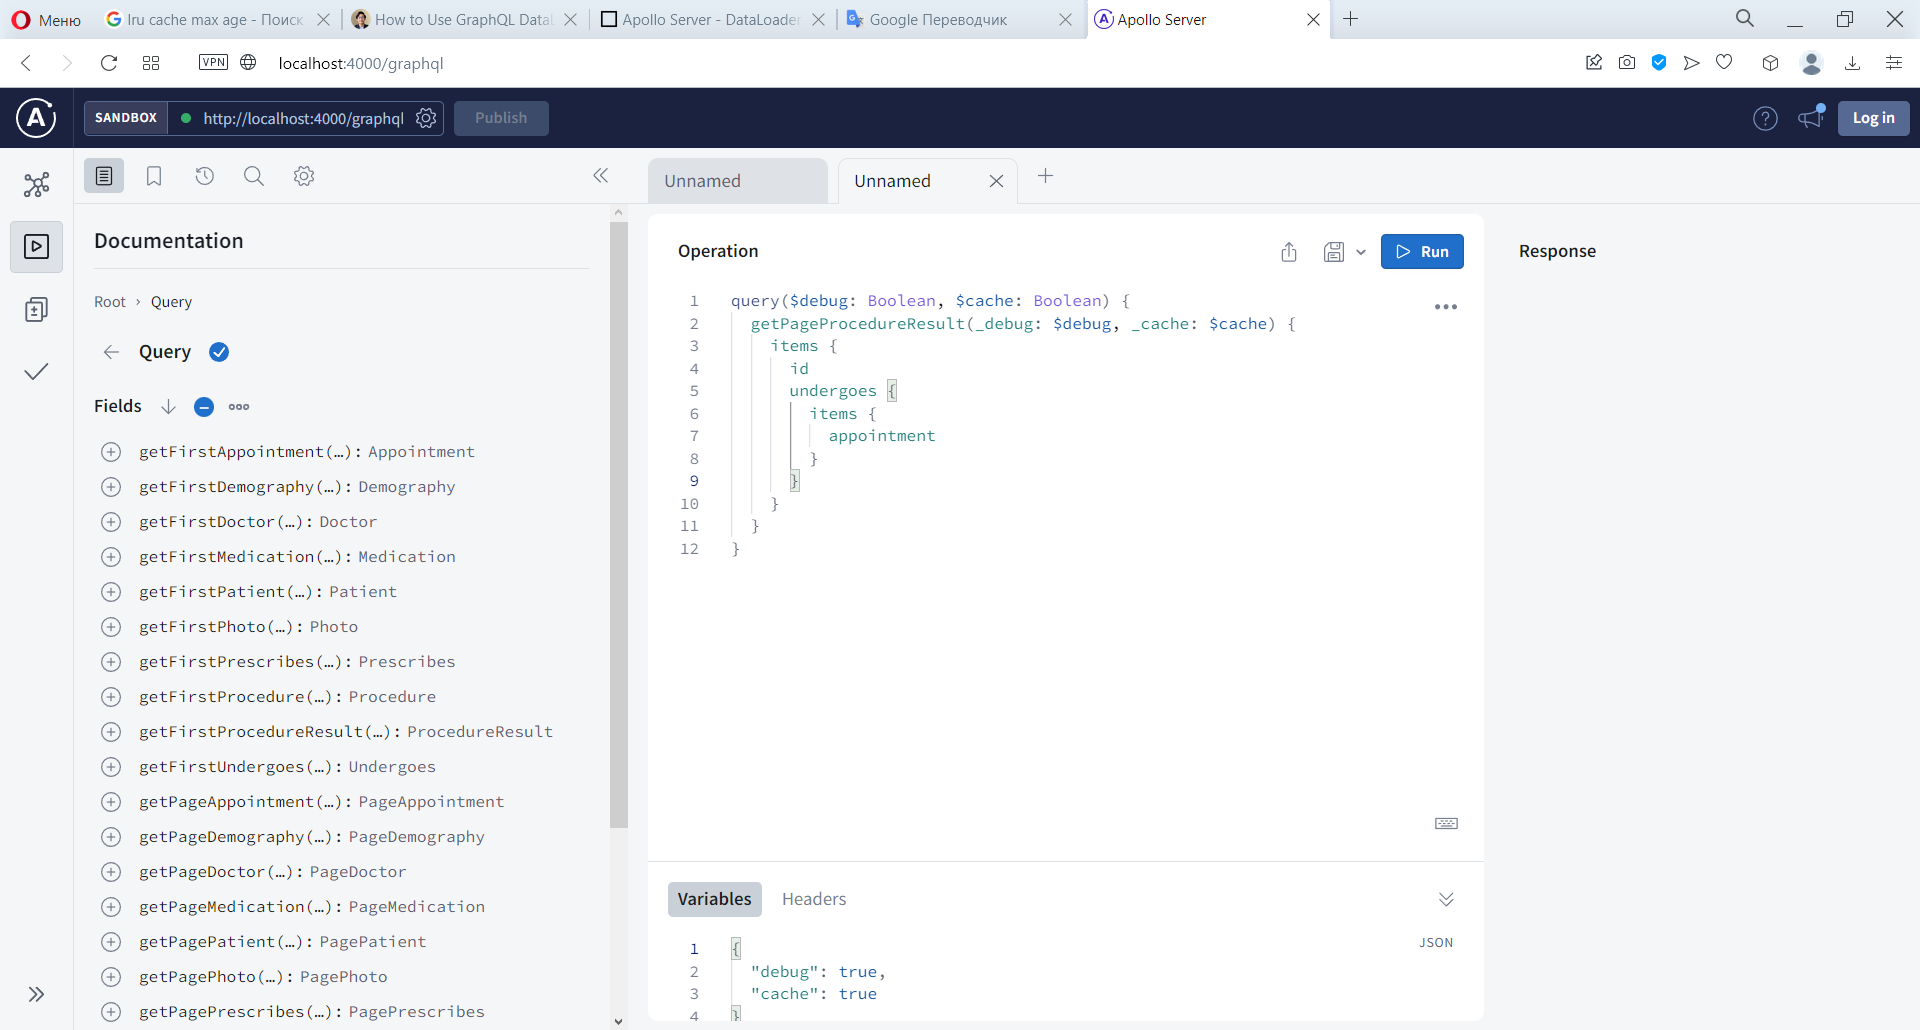 Меню
lru cache max age - Поиск
How to Use GraphQL Data
Apollo Server - DataLoader
Google Переводчик
Apollo Server
VPN
localhost:4000/graphql
SANDBOX
http://localhost:4000/graphql
Publish
Log in
Unnamed
Unnamed
Documentation
Root › Query
Query
Fields
getFirstAppointment(…): Appointment
getFirstDemography(…): Demography
getFirstDoctor(…): Doctor
getFirstMedication(…): Medication
getFirstPatient(…): Patient
getFirstPhoto(…): Photo
getFirstPrescribes(…): Prescribes
getFirstProcedure(…): Procedure
getFirstProcedureResult(…): ProcedureResult
getFirstUndergoes(…): Undergoes
getPageAppointment(…): PageAppointment
getPageDemography(…): PageDemography
getPageDoctor(…): PageDoctor
getPageMedication(…): PageMedication
getPagePatient(…): PagePatient
getPagePhoto(…): PagePhoto
getPagePrescribes(…): PagePrescribes
Operation
Run
1 query($debug: Boolean, $cache: Boolean) {
2 getPageProcedureResult(_debug: $debug, _cache: $cache) {
3 items {
4 id
5 undergoes {
6 items {
7 appointment
8 }
9 }
10 }
11 }
12 }
Variables
Headers
JSON
1 {
2 "debug": true,
3 "cache": true
4 }
Response